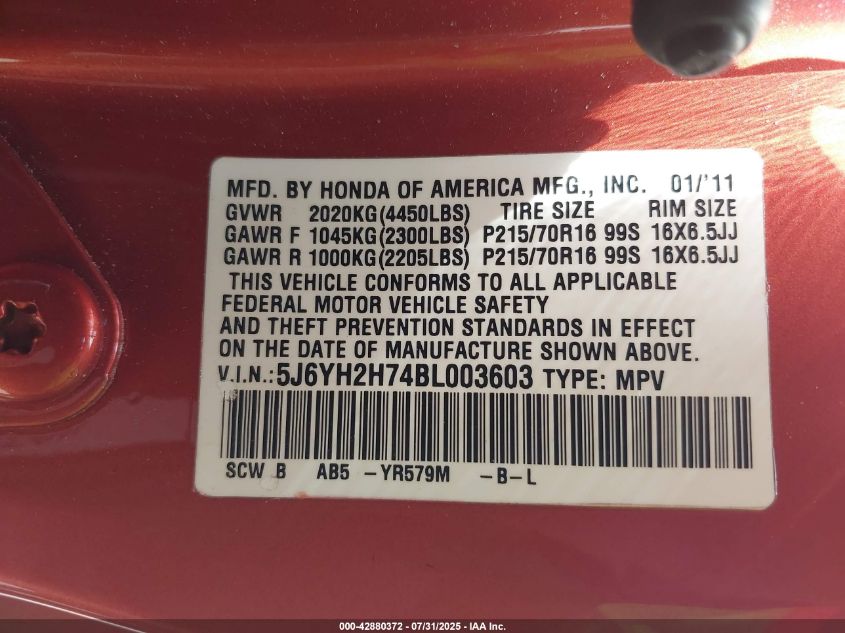 MFD. BY HONDA OF AMERICA MFG., INC. 01/'11
GVWR 2020KG(4450LBS) TIRE SIZE RIM SIZE
GAWR F 1045KG(2300LBS) P215/70R16 99S 16X6.5JJ
GAWR R 1000KG(2205LBS) P215/70R16 99S 16X6.5JJ
THIS VEHICLE CONFORMS TO ALL APPLICABLE
FEDERAL MOTOR VEHICLE SAFETY
AND THEFT PREVENTION STANDARDS IN EFFECT
ON THE DATE OF MANUFACTURE SHOWN ABOVE.
V.I.N.:5J6YH2H74BL003603 TYPE: MPV
SCW B AB5 -YR579M -B-L
000-42880372 - 07/31/2025 - IAA Inc.